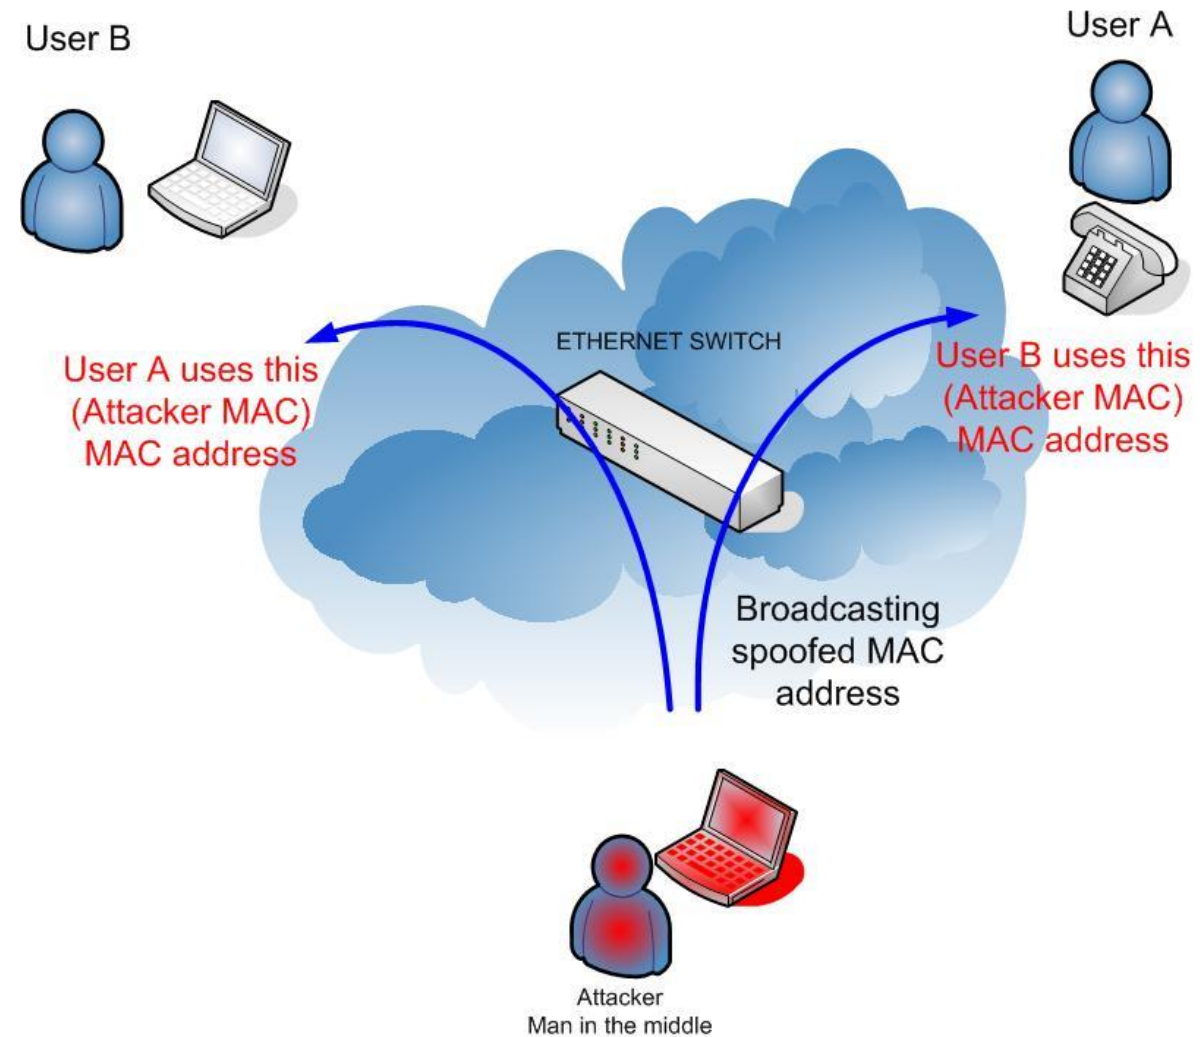 User B
User A
ETHERNET SWITCH
User A uses this
(Attacker MAC)
MAC address
User B uses this
(Attacker MAC)
MAC address
Broadcasting
spoofed MAC
address
Attacker
Man in the middle